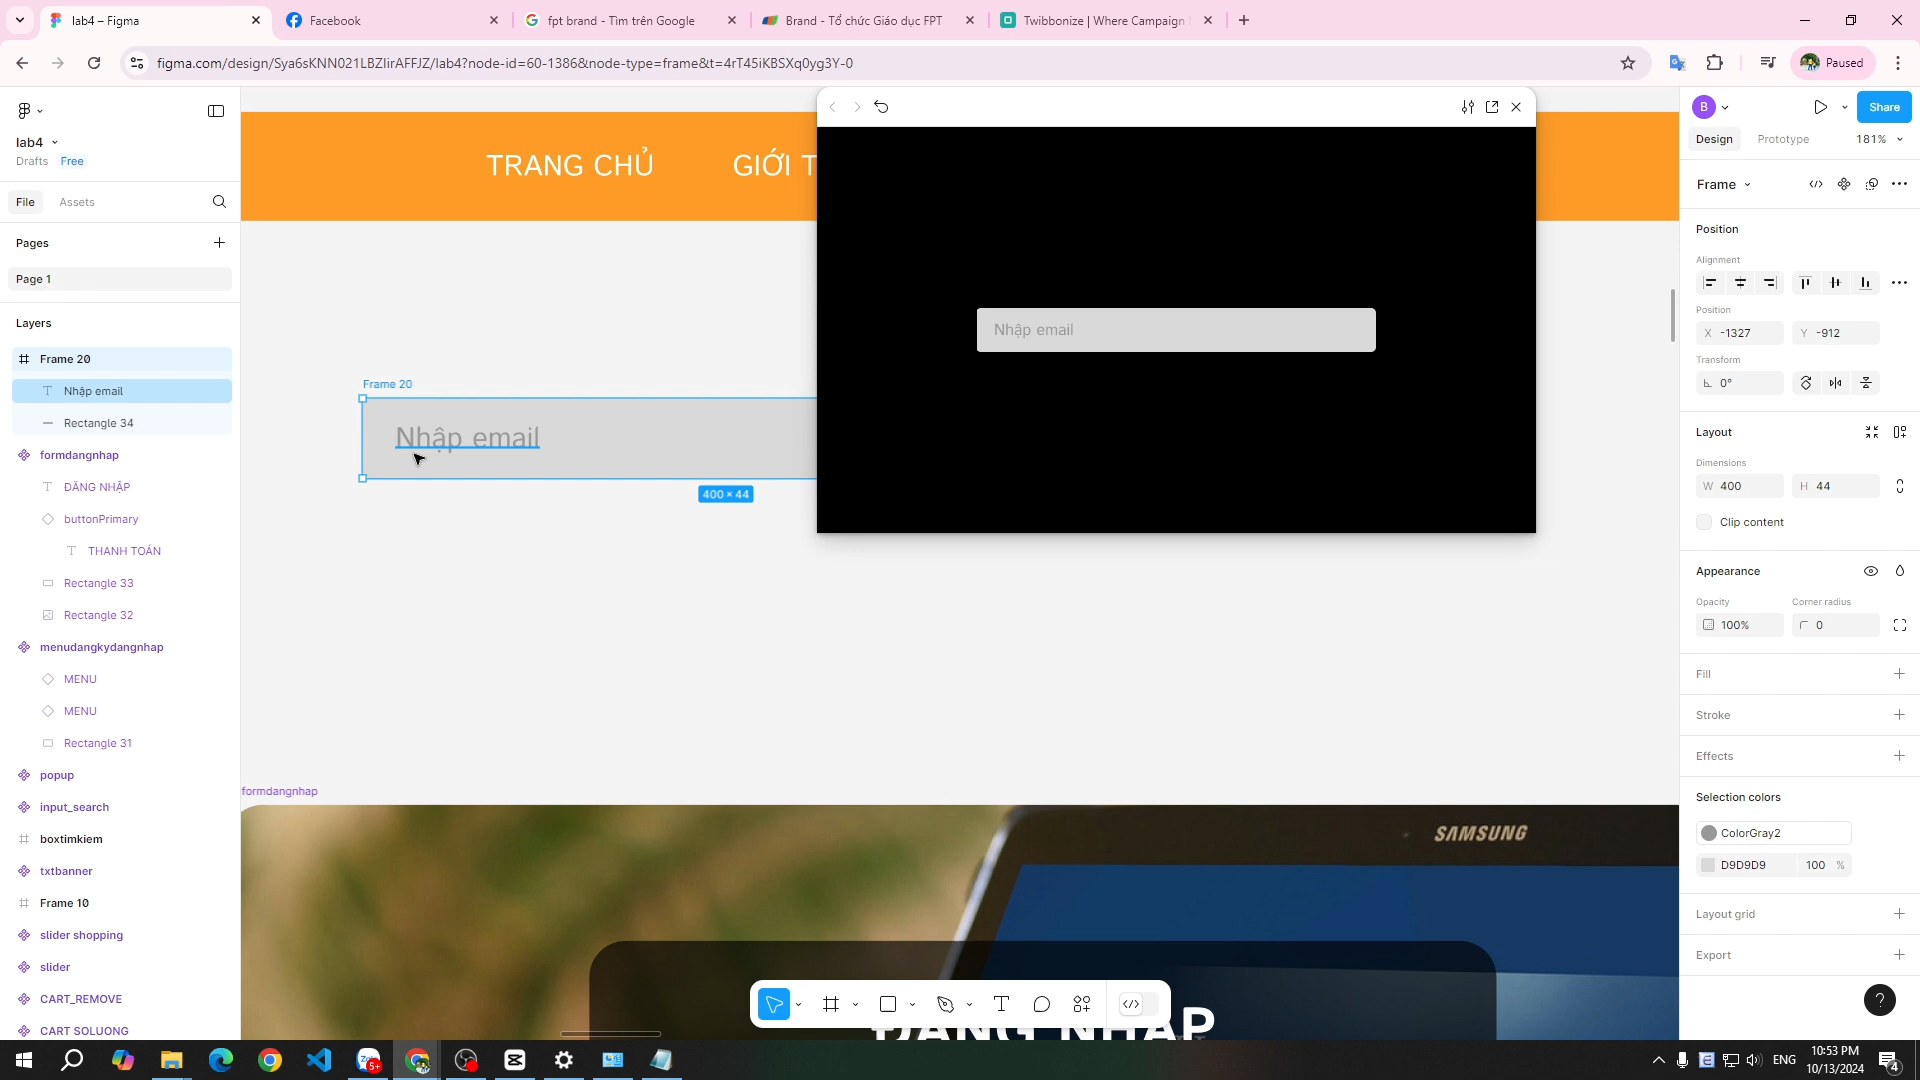 lab4 – Figma
Facebook
fpt brand - Tìm trên Google
Brand - Tổ chức Giáo dục FPT
Twibbonize | Where Campaign
figma.com/design/Sya6sKNN021LBZlirAFFJZ/lab4?node-id=60-1386&node-type=frame&t=4rT45iKBSXq0yg3Y-0
Paused
lab4
Drafts Free
File Assets
Pages
Page 1
Layers
Frame 20
Nhập email
Rectangle 34
formdangnhap
ĐĂNG NHẬP
buttonPrimary
THANH TOÁN
Rectangle 33
Rectangle 32
menudangkydangnhap
MENU
MENU
Rectangle 31
popup
input_search
boxtimkiem
txtbanner
Frame 10
slider shopping
slider
CART_REMOVE
CART SOLUONG
TRANG CHỦ GIỚI T
Frame 20
Nhập email
400 × 44
Nhập email
formdangnhap
SAMSUNG
ĐĂNG NHẬP
B
Share
Design Prototype 181%
Frame
Position
Alignment
Position
X -1327 Y -912
Transform
0°
Layout
Dimensions
W 400 H 44
Clip content
Appearance
Opacity Corner radius
100% 0
Fill
Stroke
Effects
Selection colors
ColorGray2
D9D9D9 100 %
Layout grid
Export
?
5+
ENG
10:53 PM
10/13/2024
4